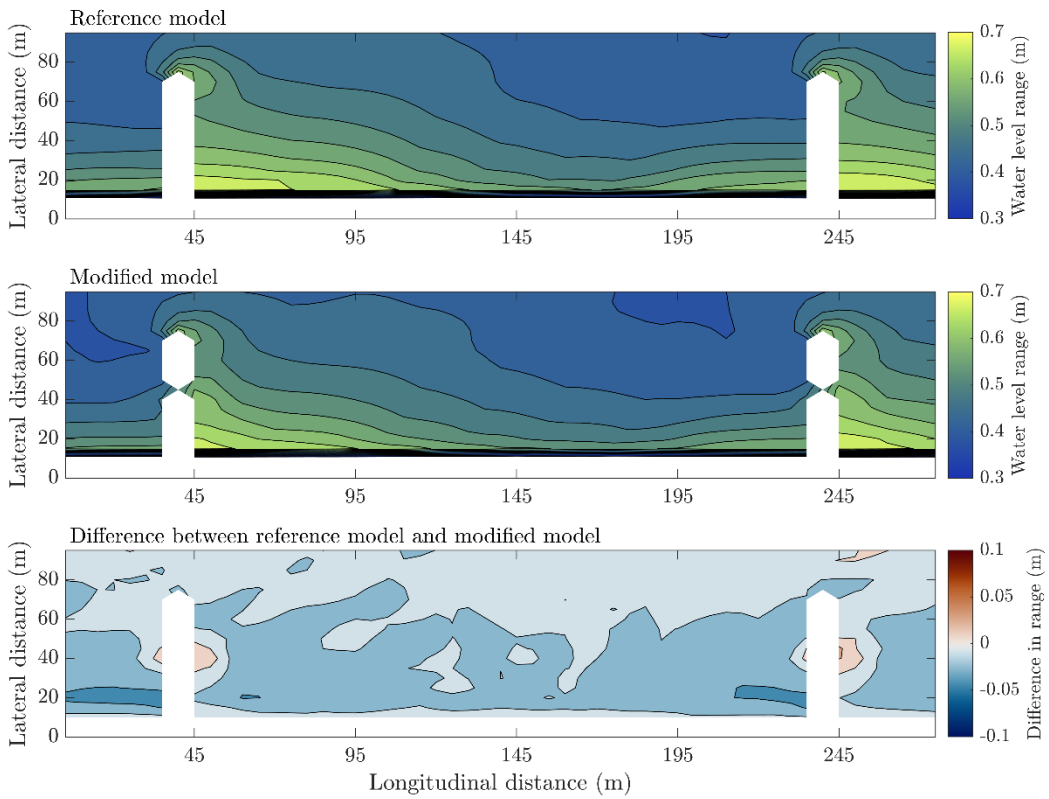 Reference model
Lateral distance (m)
80
60
40
20
0
45 95 145 195 245
0.7
0.6
0.5
0.4
0.3
Water level range (m)
Modified model
Lateral distance (m)
80
60
40
20
0
45 95 145 195 245
0.7
0.6
0.5
0.4
0.3
Water level range (m)
Difference between reference model and modified model
Lateral distance (m)
80
60
40
20
0
45 95 145 195 245
Longitudinal distance (m)
0.1
0.05
0
-0.05
-0.1
Difference in range (m)